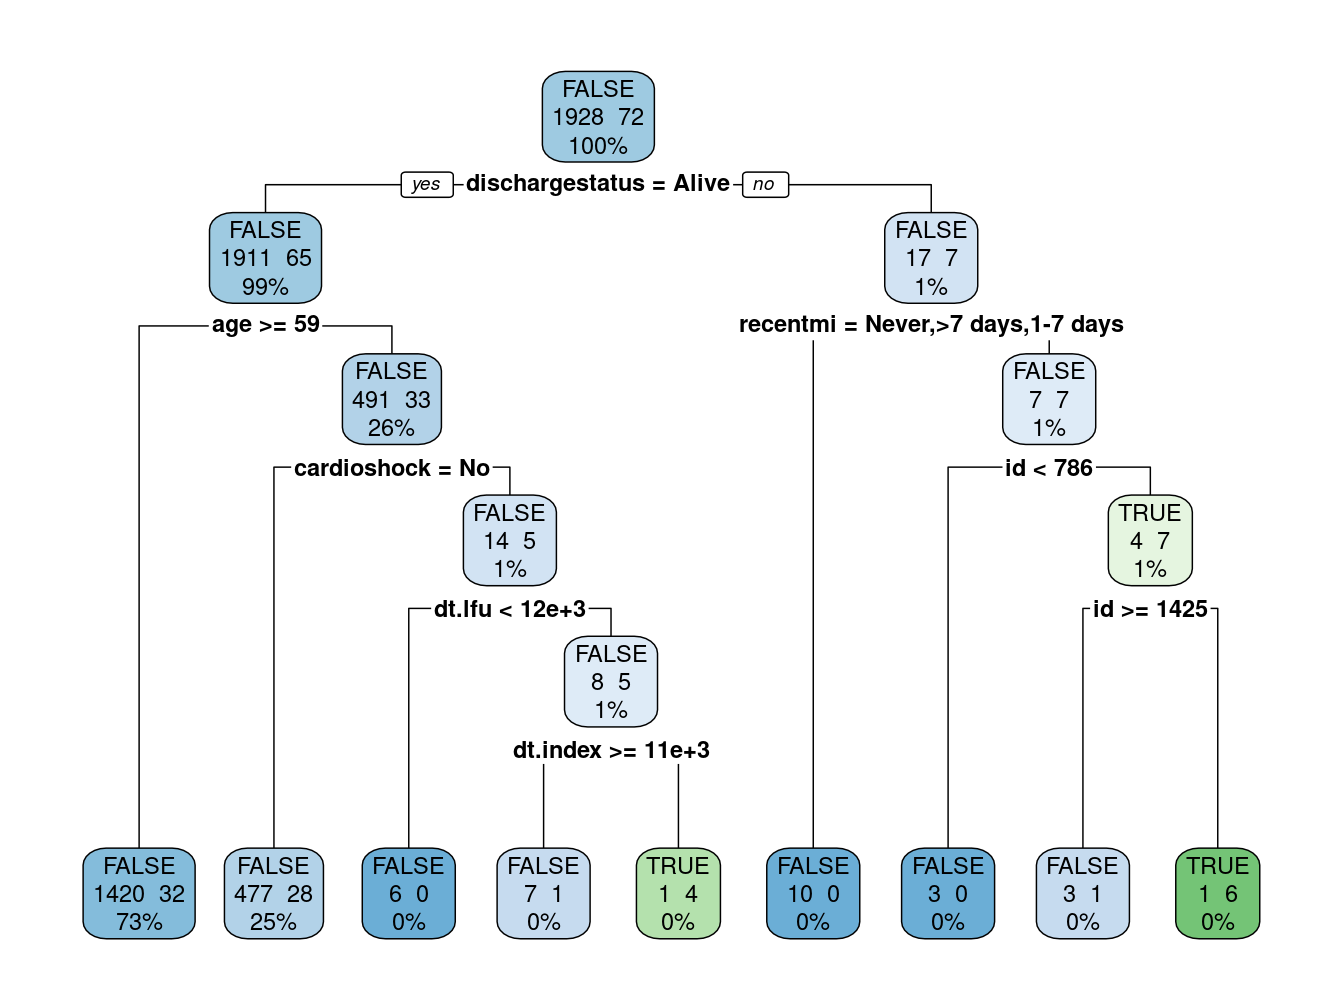 FALSE
1928 72
100%
yes dischargestatus = Alive no
FALSE
1911 65
99%
FALSE
17 7
1%
age >= 59
recentmi = Never,>7 days,1-7 days
FALSE
491 33
26%
FALSE
7 7
1%
cardioshock = No
id < 786
FALSE
14 5
1%
TRUE
4 7
1%
dt.lfu < 12e+3
id >= 1425
FALSE
8 5
1%
dt.index >= 11e+3
FALSE
1420 32
73%
FALSE
477 28
25%
FALSE
6 0
0%
FALSE
7 1
0%
TRUE
1 4
0%
FALSE
10 0
0%
FALSE
3 0
0%
FALSE
3 1
0%
TRUE
1 6
0%